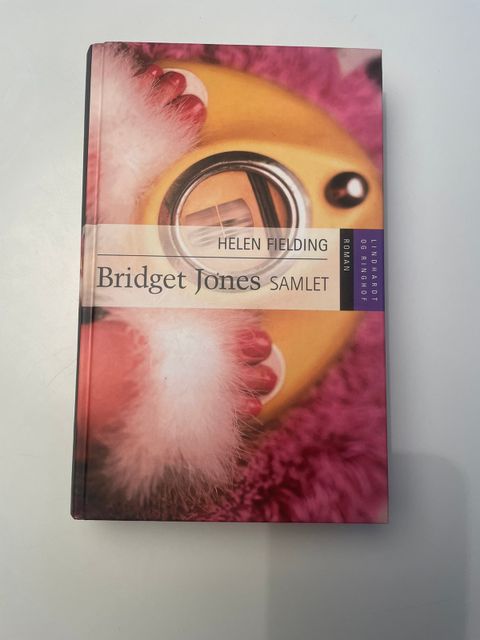 HELEN FIELDING
Bridget Jones SAMLET
ROMAN
LINDHARDT
OG RINGHOF